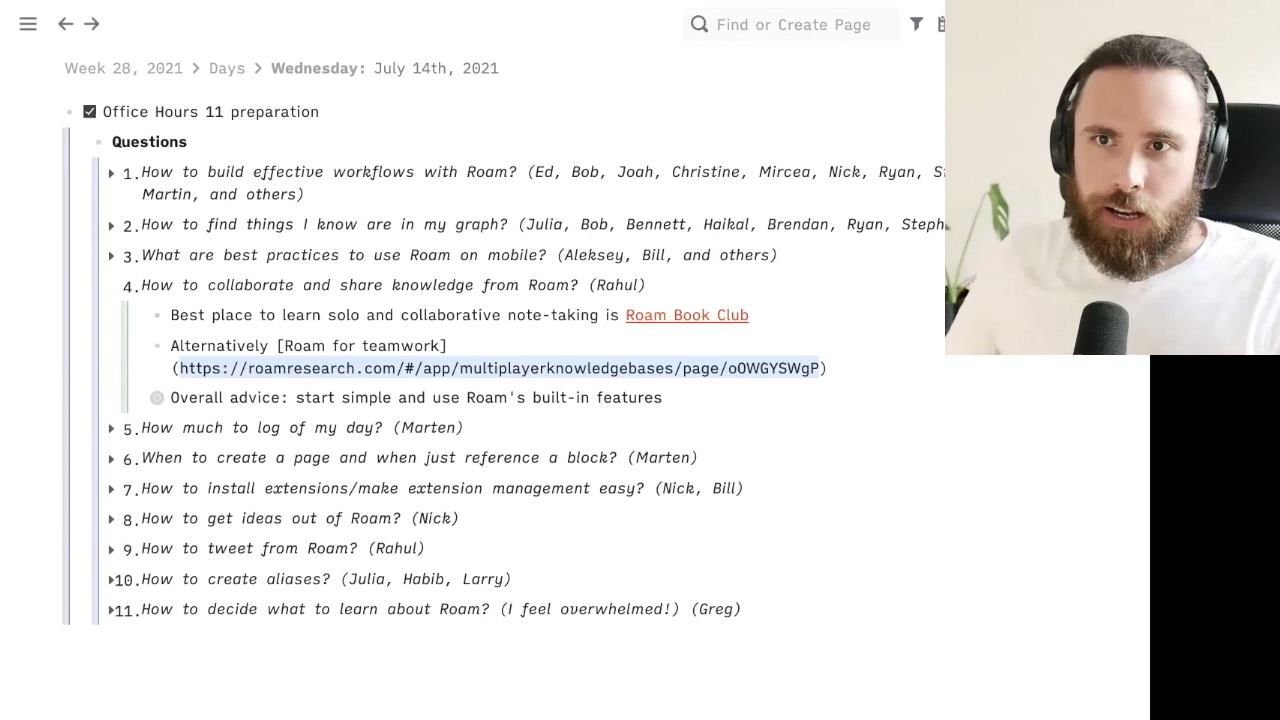 Find or Create Page
Week 28, 2021 > Days > Wednesday: July 14th, 2021
Office Hours 11 preparation
Questions
1. How to build effective workflows with Roam? (Ed, Bob, Joah, Christine, Mircea, Nick, Ryan,
Martin, and others)
2. How to find things I know are in my graph? (Julia, Bob, Bennett, Haikal, Brendan, Ryan, Steph
3. What are best practices to use Roam on mobile? (Aleksey, Bill, and others)
4. How to collaborate and share knowledge from Roam? (Rahul)
Best place to learn solo and collaborative note-taking is Roam Book Club
Alternatively [Roam for teamwork]
(https://roamresearch.com/#/app/multiplayerknowledgebases/page/oOWGYSWgP)
Overall advice: start simple and use Roam's built-in features
5. How much to log of my day? (Marten)
6. When to create a page and when just reference a block? (Marten)
7. How to install extensions/make extension management easy? (Nick, Bill)
8. How to get ideas out of Roam? (Nick)
9. How to tweet from Roam? (Rahul)
10. How to create aliases? (Julia, Habib, Larry)
11. How to decide what to learn about Roam? (I feel overwhelmed!) (Greg)